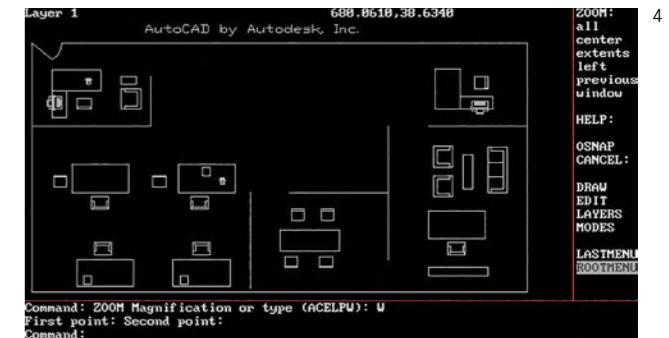 Layer 1
680.0610,38.6340
AutoCAD by Autodesk, Inc.
ZOOM:
all
center
extents
left
previous
window
HELP:
OSNAP
CANCEL:
DRAW
EDIT
LAYERS
MODES
LASTMENU
ROOTMENU
Command: ZOOM Magnification or type (ACELPW): W
First point: Second point:
Command:
4